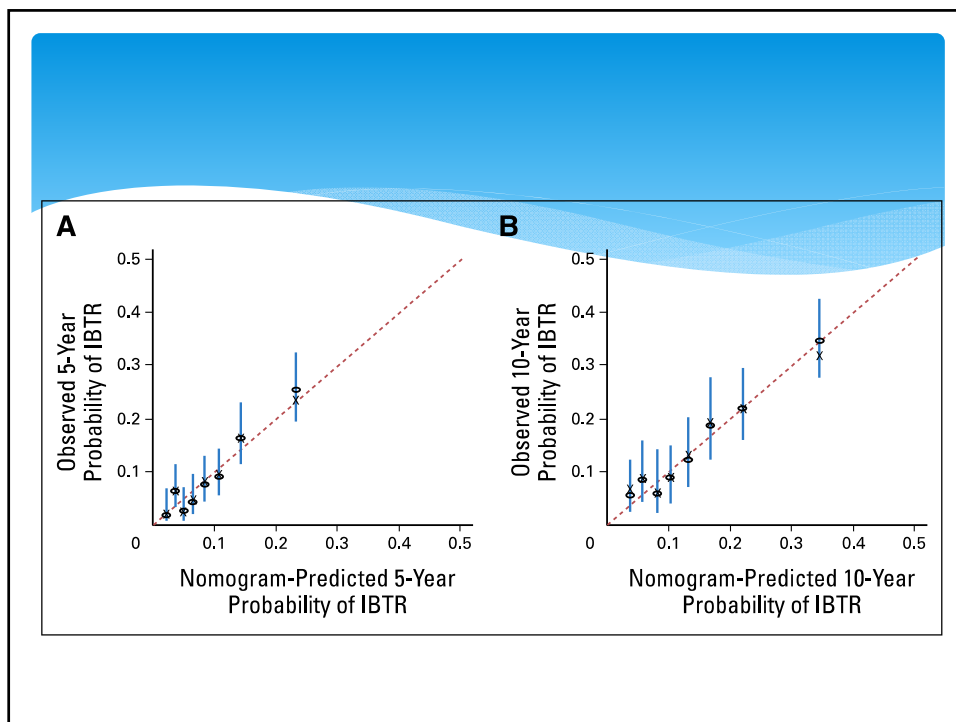 A
Observed 5-Year
Probability of IBTR
0.5
0.4
0.3
0.2
0.1
0
0.1
0.2
0.3
0.4
0.5
Nomogram-Predicted 5-Year
Probability of IBTR
B
Observed 10-Year
Probability of IBTR
0.5
0.4
0.3
0.2
0.1
0
0.1
0.2
0.3
0.4
0.5
Nomogram-Predicted 10-Year
Probability of IBTR